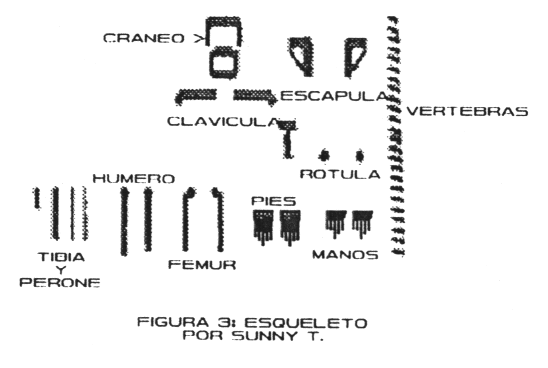 CRANEO >
ESCAPULA
VERTEBRAS
CLAVICULA
ROTULA
HUMERO
PIES
TIBIA
Y
PERONE
FEMUR
MANOS
FIGURA 3: ESQUELETO
POR SUNNY T.